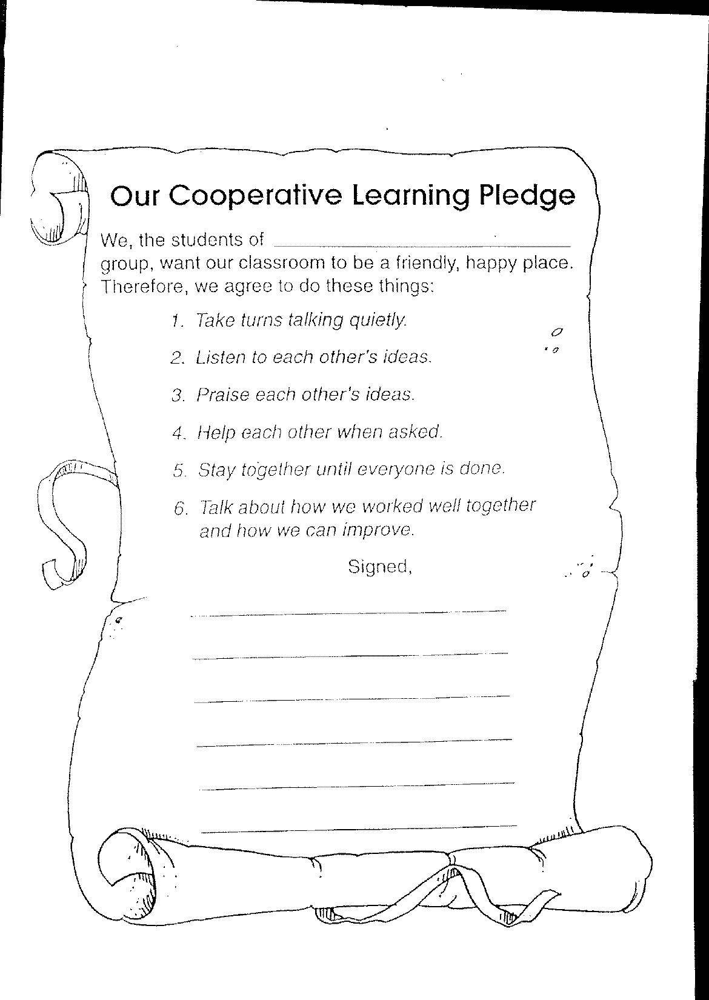 Our Cooperative Learning Pledge
We, the students of
group, want our classroom to be a friendly, happy place.
Therefore, we agree to do these things:
1. Take turns talking quietly.
2. Listen to each other's ideas.
3. Praise each other's ideas.
4. Help each other when asked.
5. Stay together until everyone is done.
6. Talk about how we worked well together
and how we can improve.
Signed,